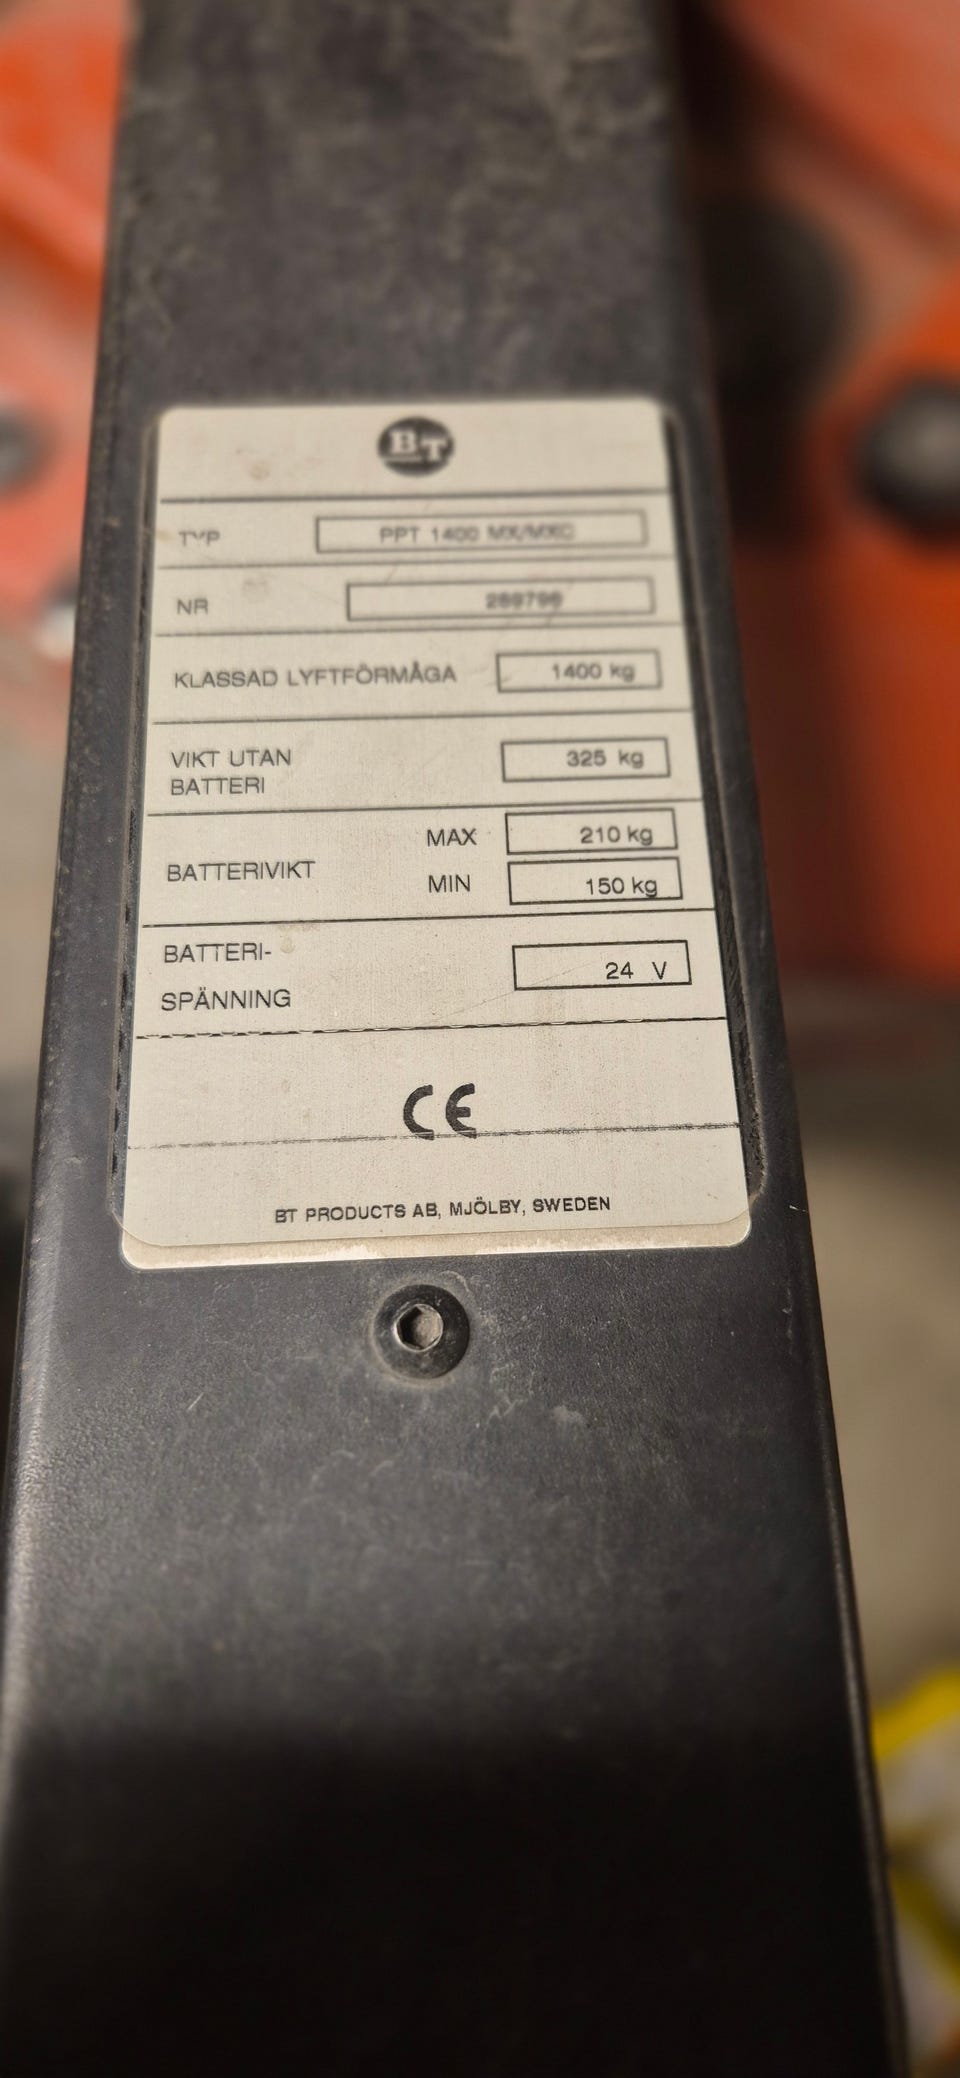 BT
TYP PPT 1400 MX/MXC
NR
KLASSAD LYFTFÖRMÅGA 1400 kg
VIKT UTAN
BATTERI 325 kg
BATTERIVIKT MAX 210 kg
MIN 150 kg
BATTERI-
SPÄNNING 24 V
CE
BT PRODUCTS AB, MJÖLBY, SWEDEN